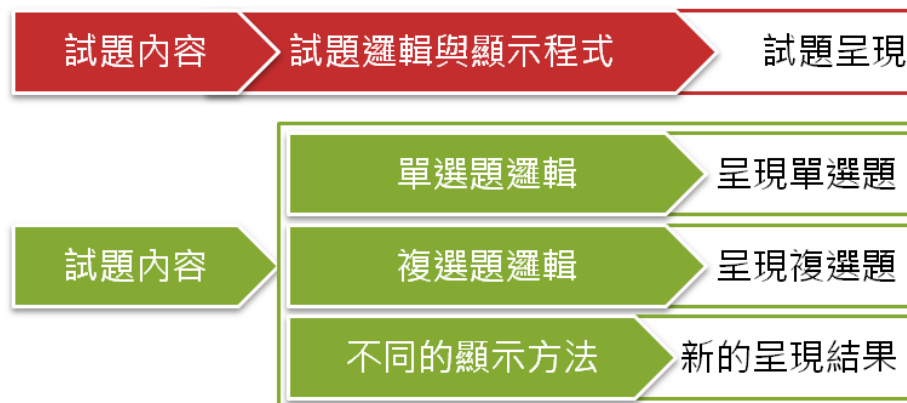 試題內容 試題邏輯與顯示程式 試題呈現
單選題邏輯 呈現單選題
試題內容 複選題邏輯 呈現複選題
不同的顯示方法 新的呈現結果